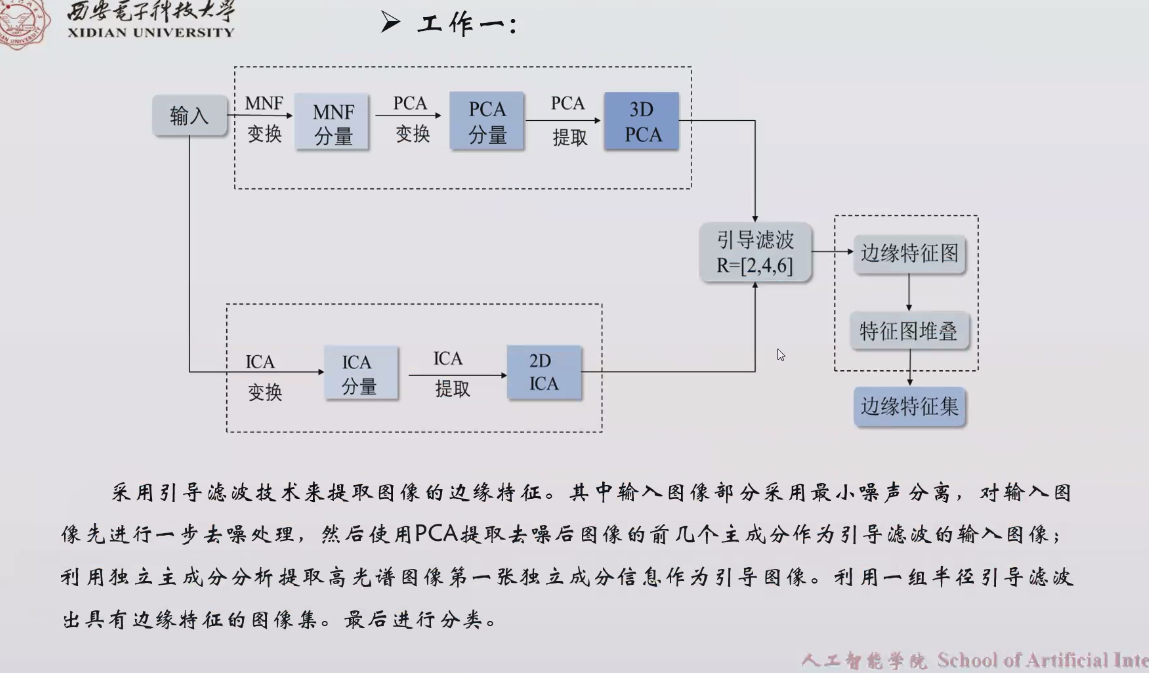 西安电子科技大学
XIDIAN UNIVERSITY
➢ 工作一:
输入
MNF
变换
MNF
分量
PCA
变换
PCA
分量
PCA
提取
3D
PCA
引导滤波
R=[2,4,6]
边缘特征图
特征图堆叠
边缘特征集
ICA
变换
ICA
分量
ICA
提取
2D
ICA
采用引导滤波技术来提取图像的边缘特征。其中输入图像部分采用最小噪声分离，对输入图
像先进行一步去噪处理，然后使用PCA提取去噪后图像的前几个主成分作为引导滤波的输入图像；
利用独立主成分分析提取高光谱图像第一张独立成分信息作为引导图像。利用一组半径引导滤波
出具有边缘特征的图像集。最后进行分类。
人工智能学院 School of Artificial Inte